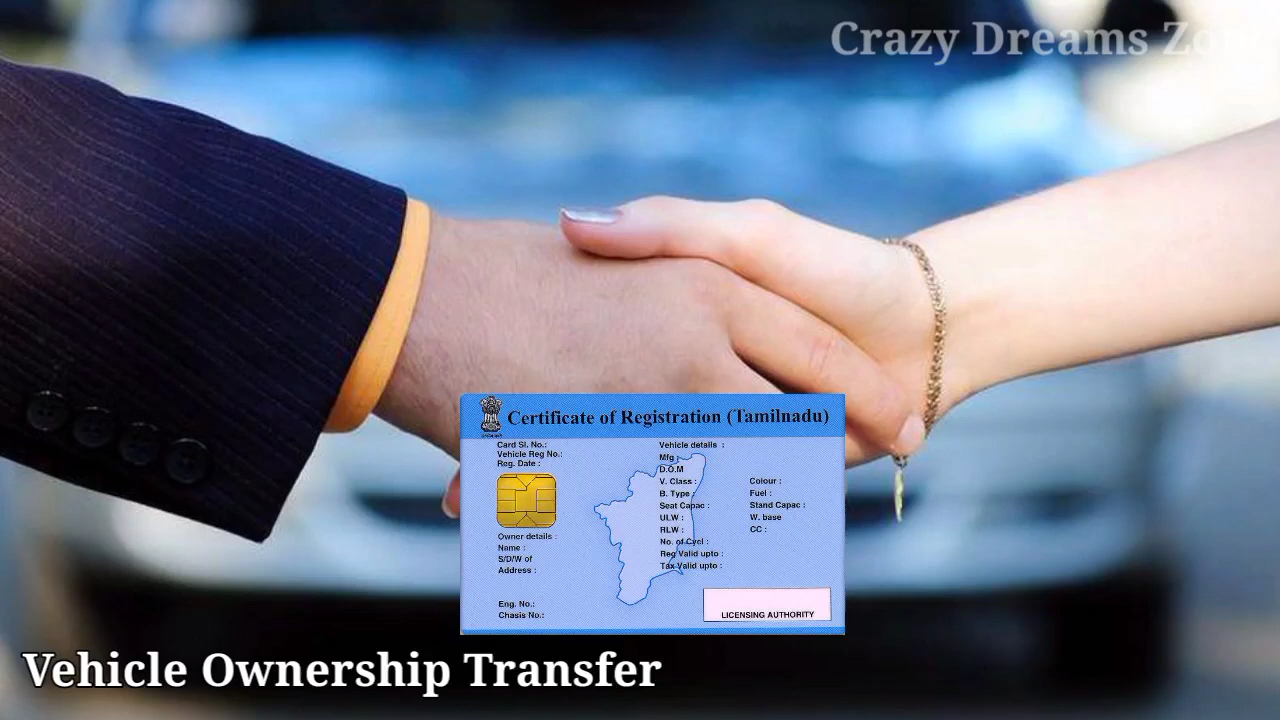 Crazy Dreams Zone
Certificate of Registration (Tamilnadu)
Card Sl. No.:
Vehicle Reg No.:
Reg. Date :
Owner details :
Name :
S/D/W of
Address :
Eng. No.:
Chasis No.:
Vehicle details :
Mfg :
D.O.M
V. Class :
B. Type :
Seat Capac :
ULW :
RLW :
No. of Cycl :
Reg Valid upto :
Tax Valid upto :
Colour :
Fuel :
Stand Capac :
W. base
CC :
LICENSING AUTHORITY
Vehicle Ownership Transfer